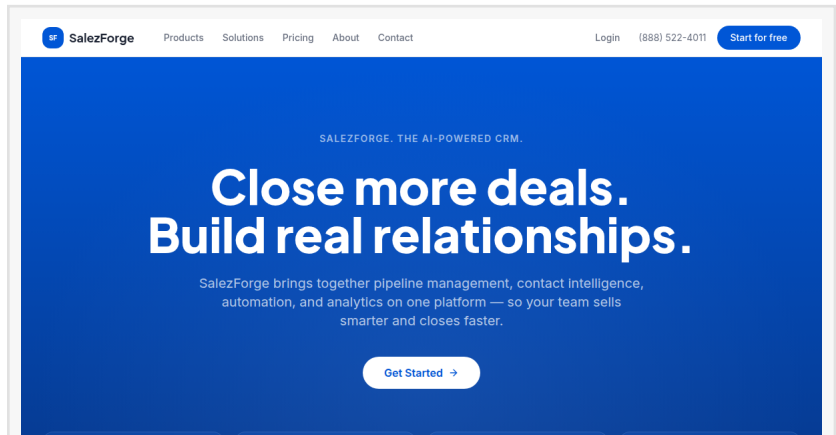 SF SalezForge Products Solutions Pricing About Contact Login (888) 522-4011 Start for free
SALEZFORGE. THE AI-POWERED CRM.
Close more deals.
Build real relationships.
SalezForge brings together pipeline management, contact intelligence,
automation, and analytics on one platform — so your team sells
smarter and closes faster.
Get Started →